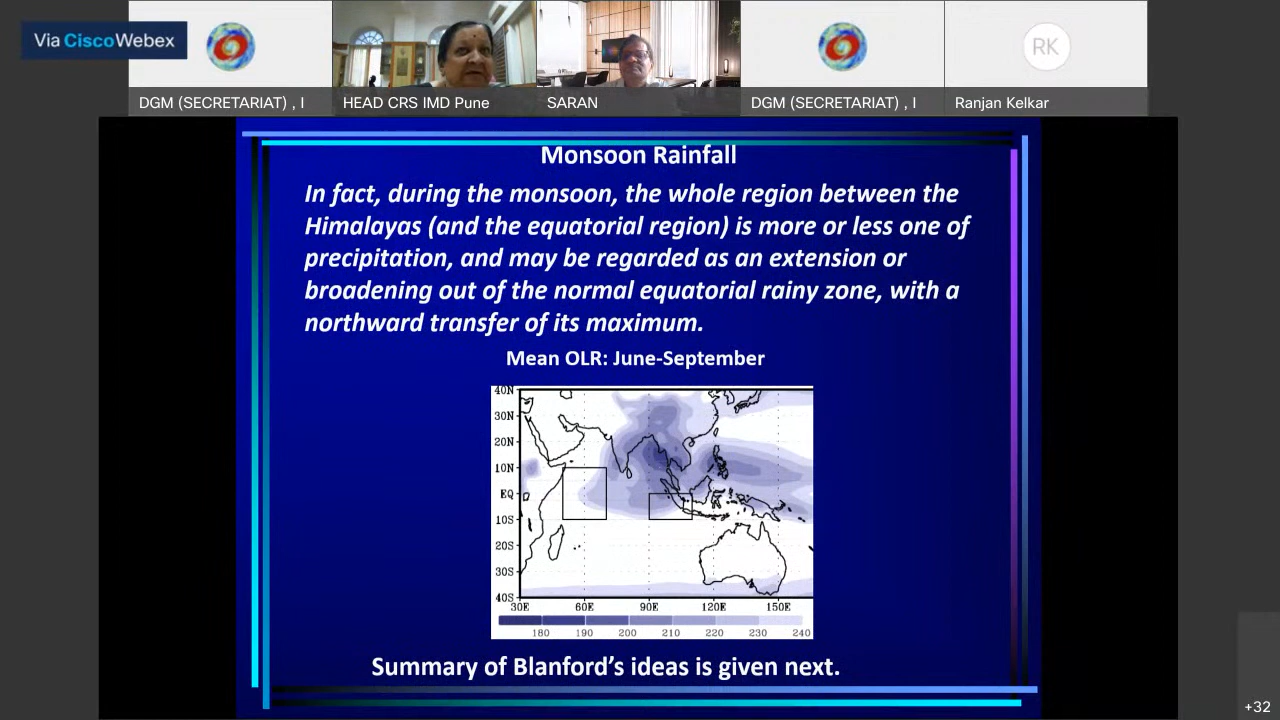 Via Cisco Webex
DGM (SECRETARIAT) , I
HEAD CRS IMD Pune
SARAN
DGM (SECRETARIAT) , I
RK
Ranjan Kelkar
Monsoon Rainfall
In fact, during the monsoon, the whole region between the
Himalayas (and the equatorial region) is more or less one of
precipitation, and may be regarded as an extension or
broadening out of the normal equatorial rainy zone, with a
northward transfer of its maximum.
Mean OLR: June-September
40N
30N
20N
10N
EQ
10S
20S
30S
40S
30E 60E 90E 120E 150E
180 190 200 210 220 230 240
Summary of Blanford's ideas is given next.
+32